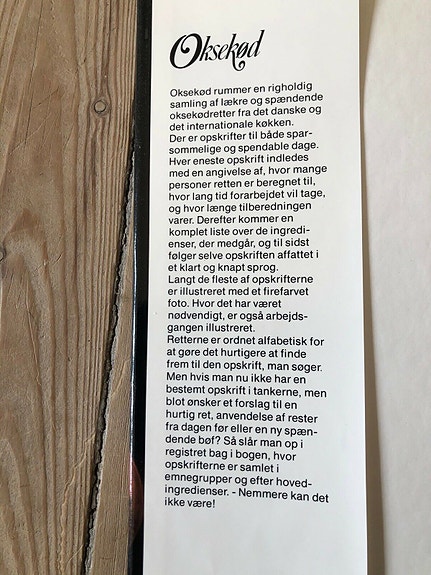 Oksekød
Oksekød rummer en righoldig
samling af lækre og spændende
oksekødretter fra det danske og
det internationale køkken.
Der er opskrifter til både spar-
sommelige og spendable dage.
Hver eneste opskrift indledes
med en angivelse af, hvor mange
personer retten er beregnet til,
hvor lang tid forarbejdet vil tage,
og hvor længe tilberedningen
varer. Derefter kommer en
komplet liste over de ingredi-
enser, der medgår, og til sidst
følger selve opskriften affattet i
et klart og knapt sprog.
Langt de fleste af opskrifterne
er illustreret med et firefarvet
foto. Hvor det har været
nødvendigt, er også arbejds-
gangen illustreret.
Retterne er ordnet alfabetisk for
at gøre det hurtigere at finde
frem til den opskrift, man søger.
Men hvis man nu ikke har en
bestemt opskrift i tankerne, men
blot ønsker et forslag til en
hurtig ret, anvendelse af rester
fra dagen før eller en ny spæn-
dende bøf? Så slår man op i
registret bag i bogen, hvor
opskrifterne er samlet i
emnegrupper og efter hoved-
ingredienser. - Nemmere kan det
ikke være!